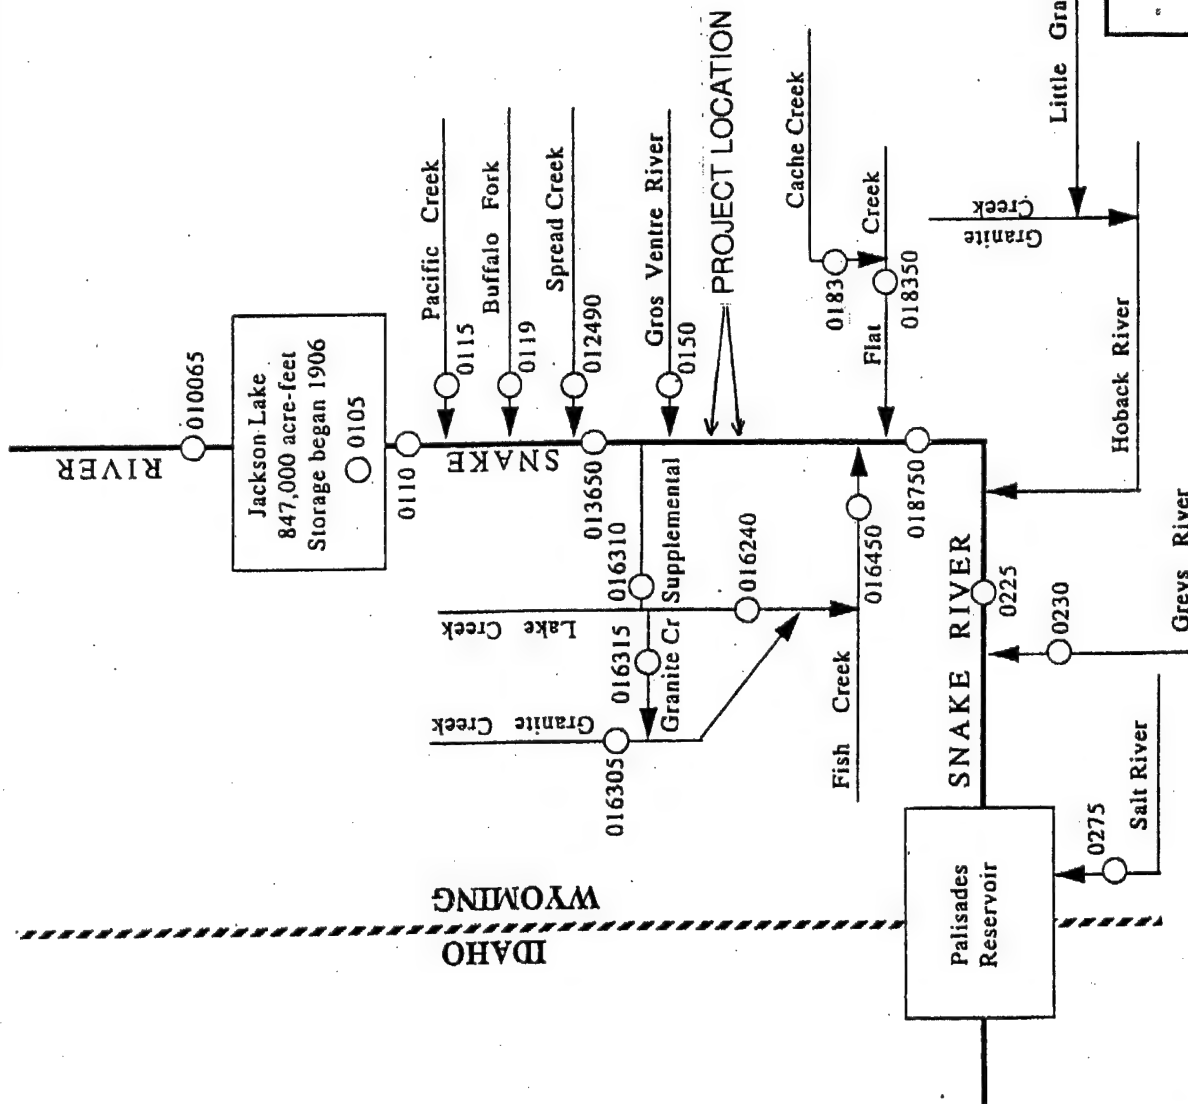 RIVER
010065
Jackson Lake
847,000 acre-feet
Storage began 1906
0105
0110
SNAKE
Pacific Creek
0115
Buffalo Fork
0119
Spread Creek
012490
013650
Gros Ventre River
0150
PROJECT LOCATION
Cache Creek
0183
Flat Creek
018350
Little Gra
Granite
Creek
Hoback River
016310
Supplemental
Granite Cr
016315
Lake Creek
016240
Granite Creek
016305
Fish Creek
016450
018750
SNAKE RIVER
0225
0230
Greys River
0275
Salt River
Palisades
Reservoir
WYOMING
IDAHO